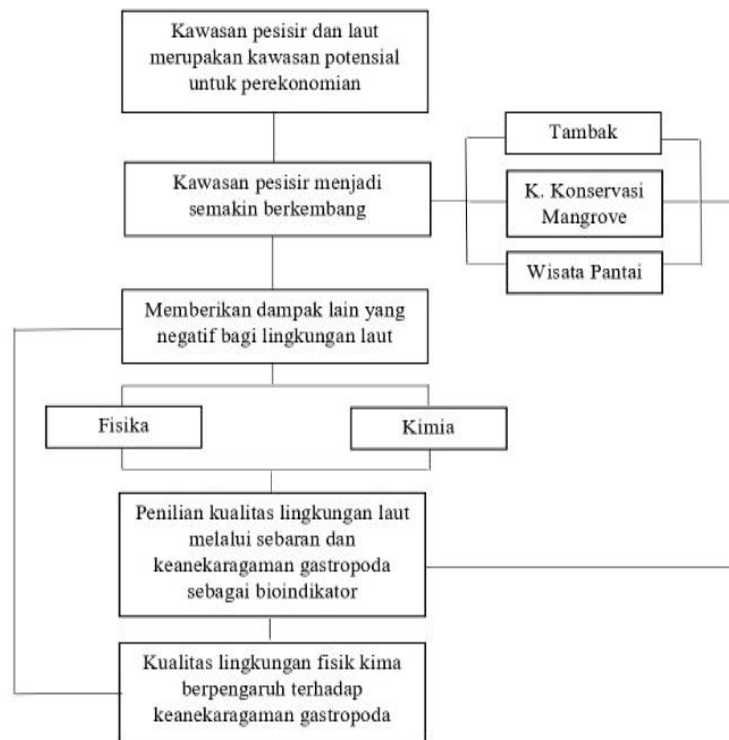 Kawasan pesisir dan laut
merupakan kawasan potensial
untuk perekonomian
Tambak
Kawasan pesisir menjadi
semakin berkembang
K. Konservasi
Mangrove
Wisata Pantai
Memberikan dampak lain yang
negatif bagi lingkungan laut
Fisika
Kimia
Penilian kualitas lingkungan laut
melalui sebaran dan
keanekaragaman gastropoda
sebagai bioindikator
Kualitas lingkungan fisik kima
berpengaruh terhadap
keanekaragaman gastropoda